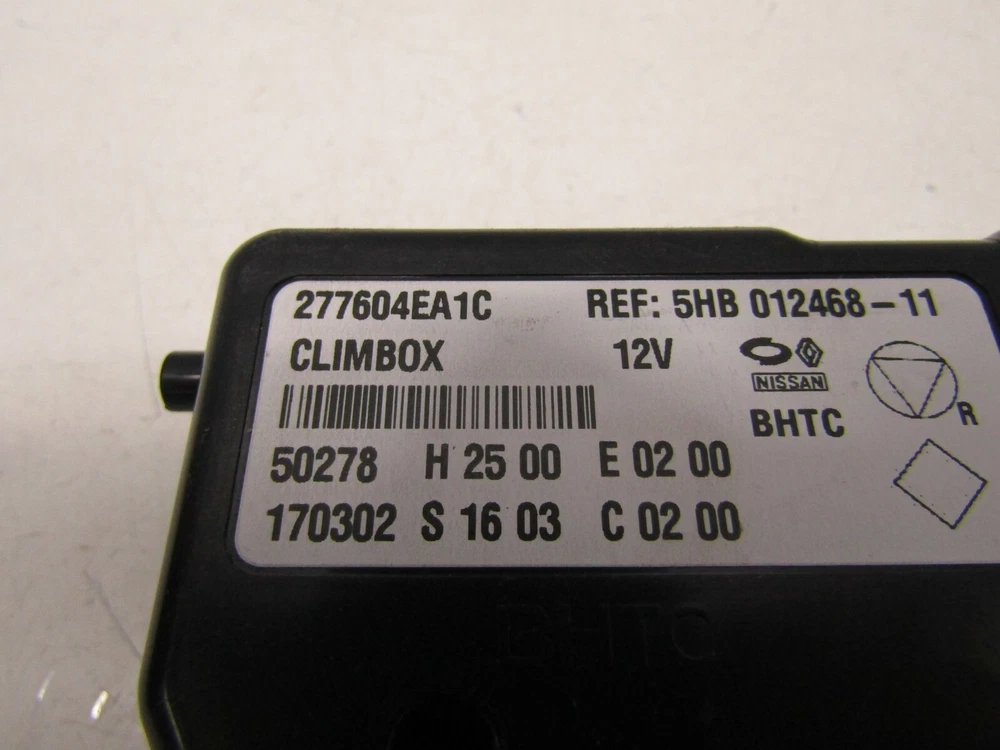 277604EA1C REF: 5HB 012468-11
CLIMBOX 12V
NISSAN
BHTC
R
50278 H 25 00 E 02 00
170302 S 16 03 C 02 00
BHTC